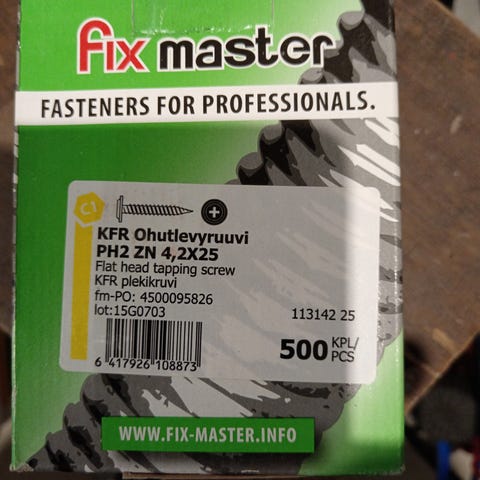 fix master
FASTENERS FOR PROFESSIONALS.
C1
KFR Ohutlevyruuvi
PH2 ZN 4,2X25
Flat head tapping screw
KFR plekikruvi
fm-PO: 4500095826
lot:15G0703
113142 25
500 KPL/
PCS
6 417926 108873
WWW.FIX-MASTER.INFO